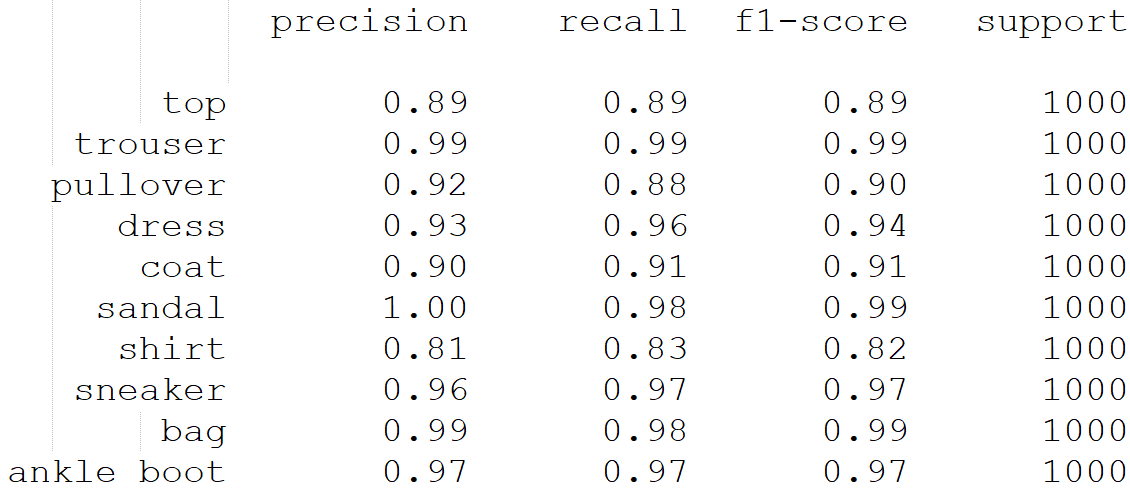 precision recall f1-score support
top 0.89 0.89 0.89 1000
trouser 0.99 0.99 0.99 1000
pullover 0.92 0.88 0.90 1000
dress 0.93 0.96 0.94 1000
coat 0.90 0.91 0.91 1000
sandal 1.00 0.98 0.99 1000
shirt 0.81 0.83 0.82 1000
sneaker 0.96 0.97 0.97 1000
bag 0.99 0.98 0.99 1000
ankle boot 0.97 0.97 0.97 1000